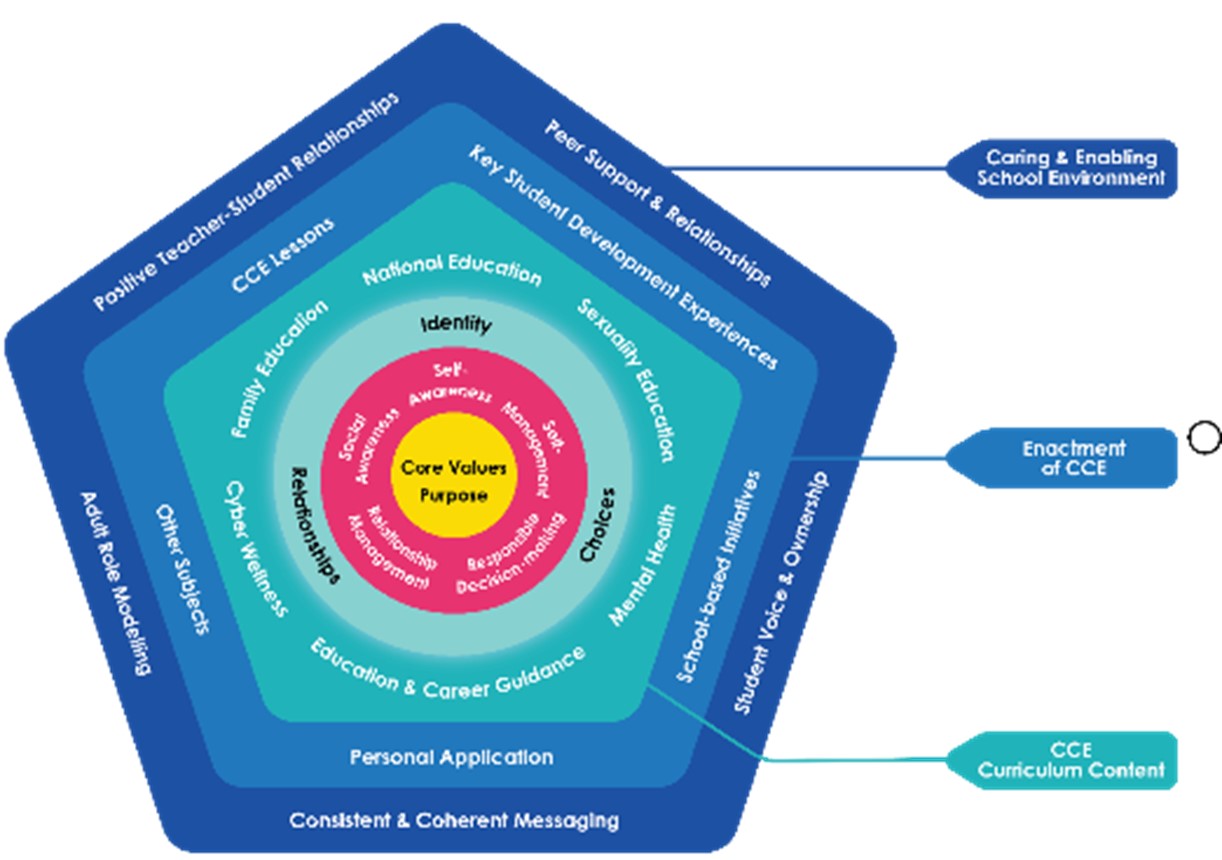 Positive Teacher-Student Relationships
Peer Support & Relationships
Adult Role Modelling
Student Voice & Ownership
Consistent & Coherent Messaging
CCE Lessons
Key Student Development Experiences
Other Subjects
School-based Initiatives
Personal Application
National Education
Family Education
Sexuality Education
Cyber Wellness
Mental Health
Education & Career Guidance
Identity
Relationships
Choices
Self-
Awareness
Social
Awareness
Self-
Management
Relationship
Management
Responsible
Decision-making
Core Values
Purpose
Caring & Enabling
School Environment
Enactment
of CCE
CCE
Curriculum Content